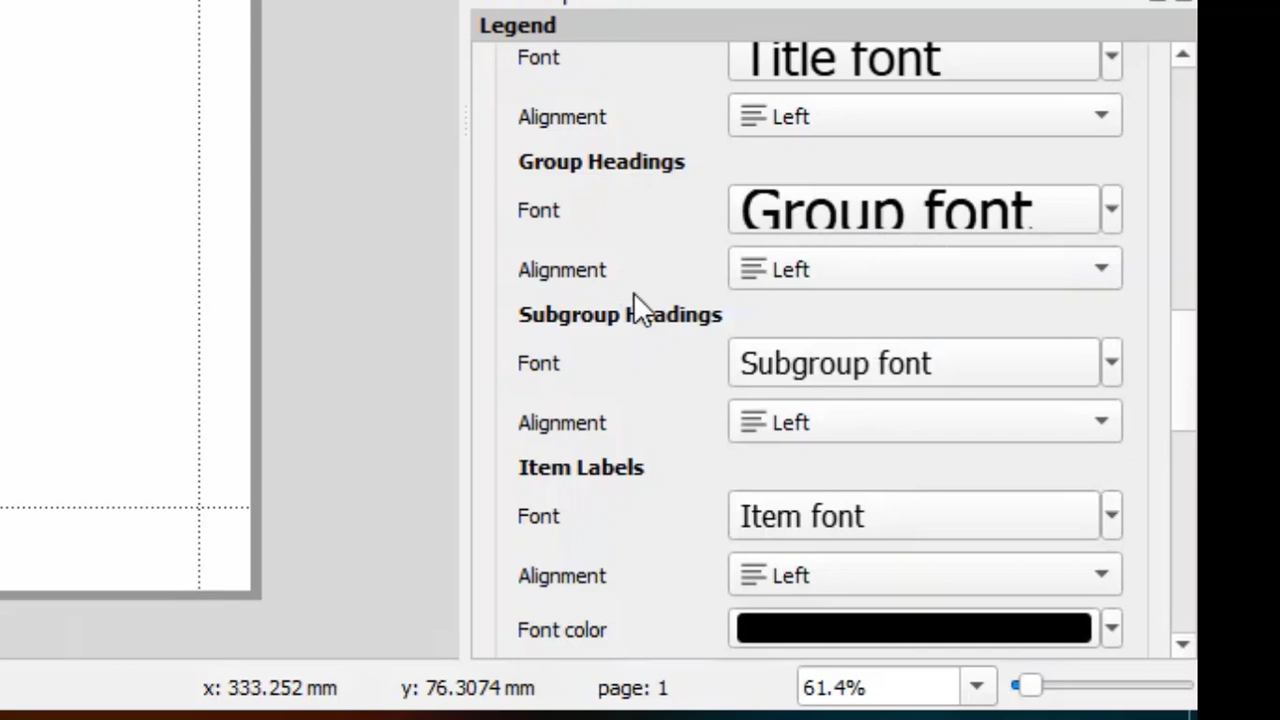 Legend
Font Title font
Alignment Left
Group Headings
Font Group font
Alignment Left
Subgroup Headings
Font Subgroup font
Alignment Left
Item Labels
Font Item font
Alignment Left
Font color
x: 333.252 mm y: 76.3074 mm page: 1 61.4%